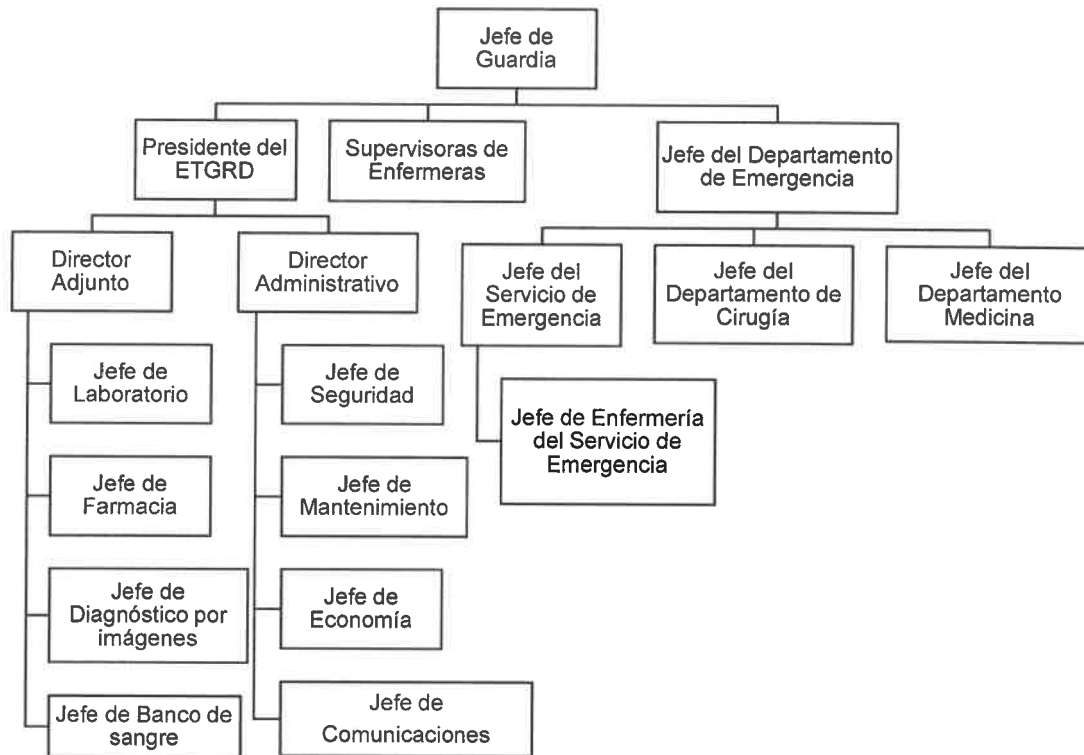 Jefe de
Guardia
Presidente del
ETGRD
Supervisoras de
Enfermeras
Jefe del Departamento
de Emergencia
Director
Adjunto
Director
Administrativo
Jefe del
Servicio de
Emergencia
Jefe del
Departamento de
Cirugía
Jefe del
Departamento
Medicina
Jefe de
Laboratorio
Jefe de
Seguridad
Jefe de Enfermería
del Servicio de
Emergencia
Jefe de
Farmacia
Jefe de
Mantenimiento
Jefe de
Diagnóstico por
imágenes
Jefe de
Economía
Jefe de Banco de
sangre
Jefe de
Comunicaciones